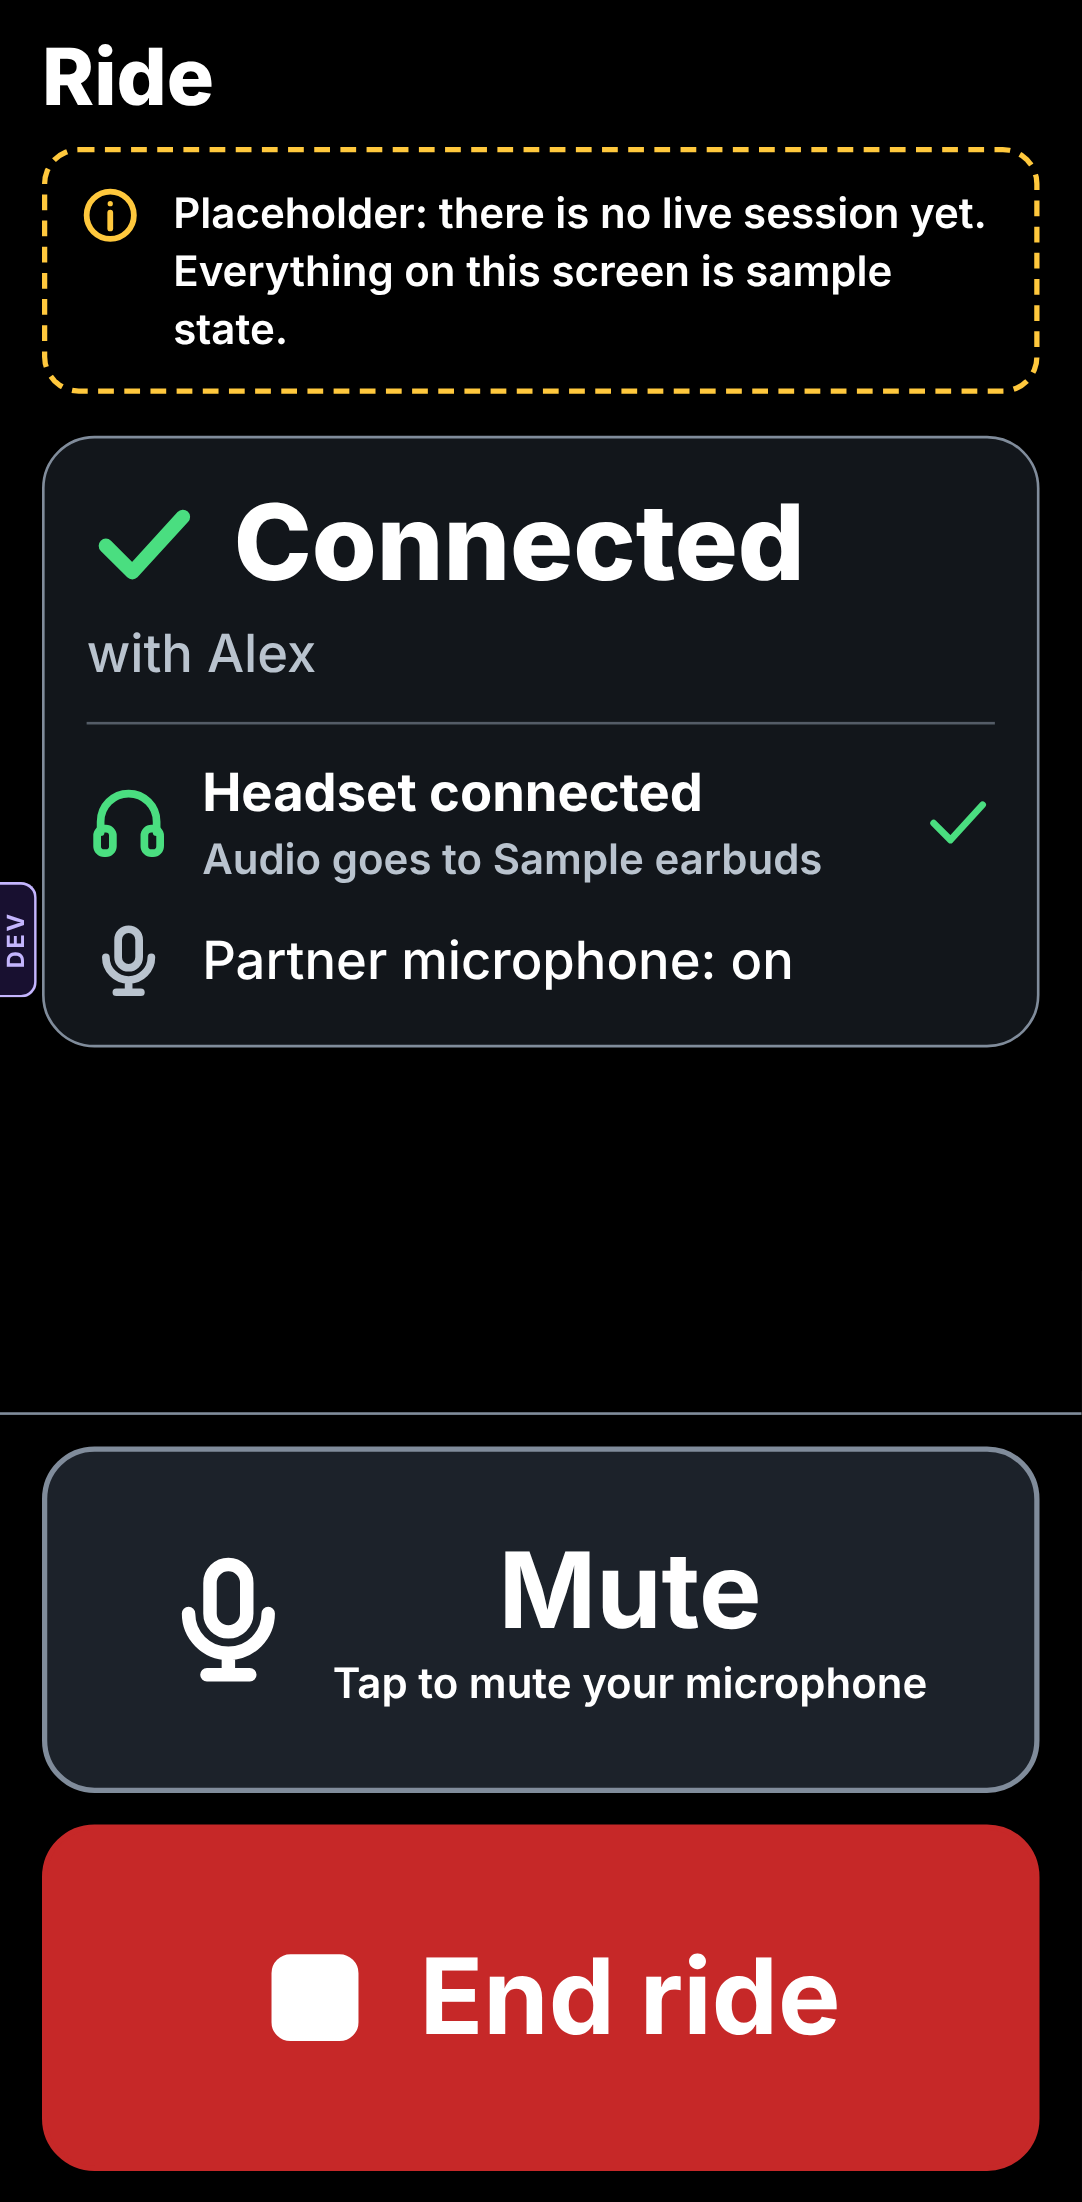 Ride
Placeholder: there is no live session yet.
Everything on this screen is sample
state.
Connected
with Alex
Headset connected
Audio goes to Sample earbuds
DEV
Partner microphone: on
Mute
Tap to mute your microphone
End ride